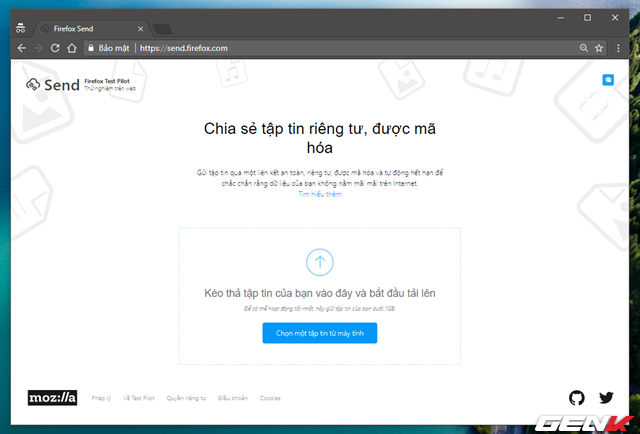 Firefox Send
Bảo mật
https://send.firefox.com
Send
Firefox Test Pilot
Thử nghiệm trên web
Chia sẻ tập tin riêng tư, được mã
hóa
Gửi tập tin qua một liên kết an toàn, riêng tư, được mã hóa và tự động hết hạn để
chắc chắn rằng dữ liệu của bạn không nằm mãi mãi trên Internet.
Tìm hiểu thêm
Kéo thả tập tin của bạn vào đây và bắt đầu tải lên
Để có thể hoạt động tốt nhất, hãy giữ tập tin của bạn dưới 1GB
Chọn một tập tin từ máy tính
moz://a
Pháp lý
Về Test Pilot
Quyền riêng tư
Điều khoản
Cookies
GENK